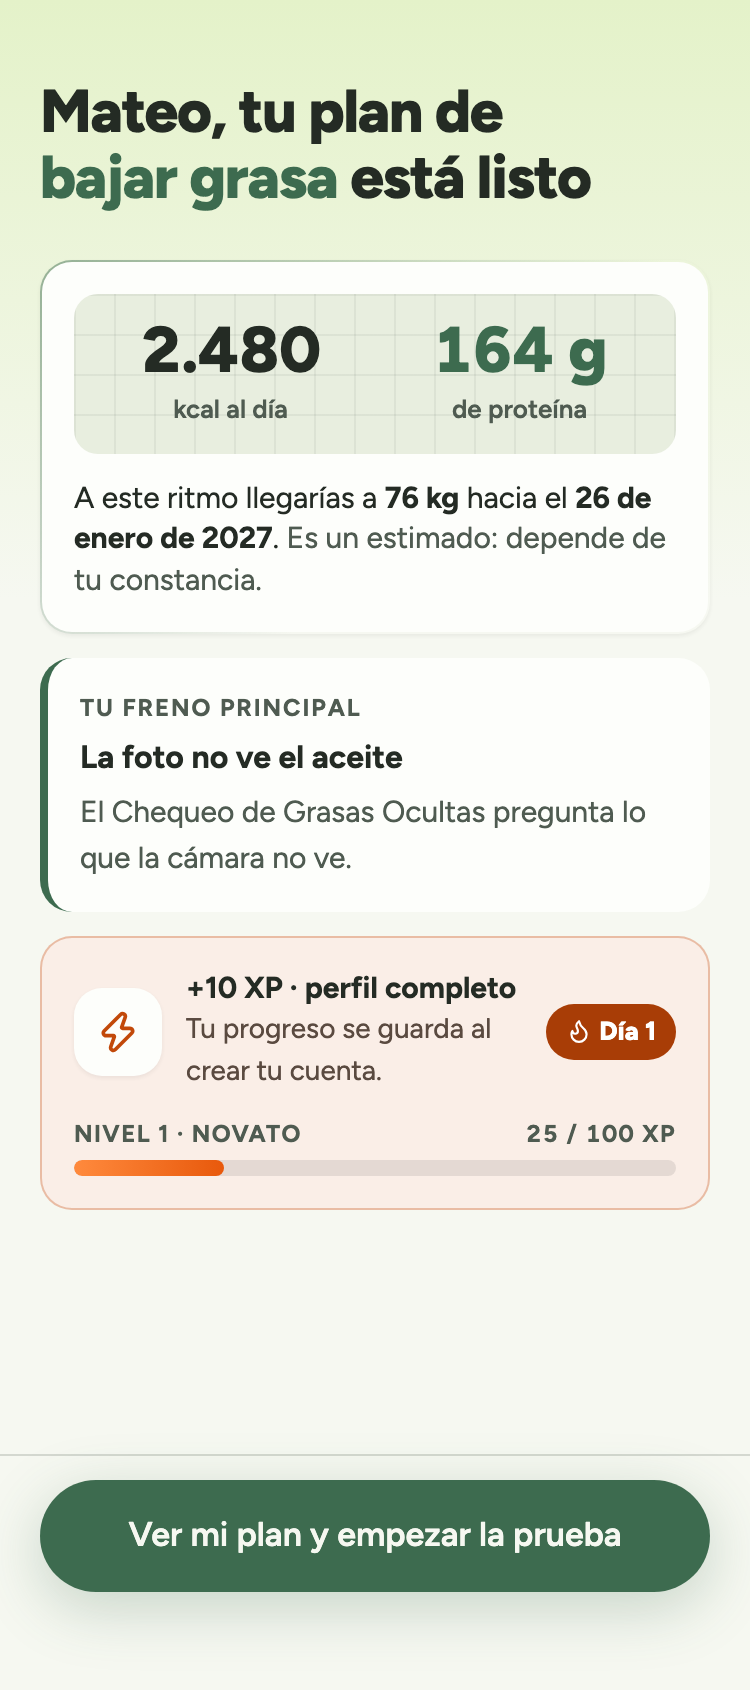 Mateo, tu plan de
bajar grasa está listo
2.480
kcal al día
164 g
de proteína
A este ritmo llegarías a 76 kg hacia el 26 de
enero de 2027. Es un estimado: depende de
tu constancia.
TU FRENO PRINCIPAL
La foto no ve el aceite
El Chequeo de Grasas Ocultas pregunta lo
que la cámara no ve.
+10 XP · perfil completo
Tu progreso se guarda al
crear tu cuenta.
Día 1
NIVEL 1 · NOVATO
25 / 100 XP
Ver mi plan y empezar la prueba